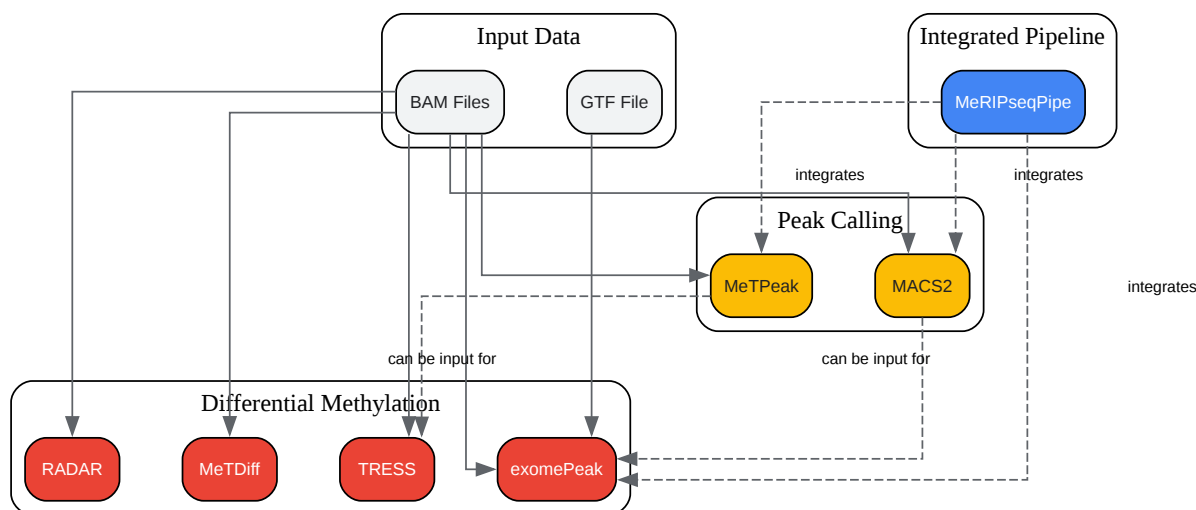 Input Data
Integrated Pipeline
BAM Files
GTF File
MeRIPseqPipe
integrates
integrates
Peak Calling
MeTPeak
MACS2
integrates
can be input for
can be input for
Differential Methylation
RADAR
MeTDiff
TRESS
exomePeak